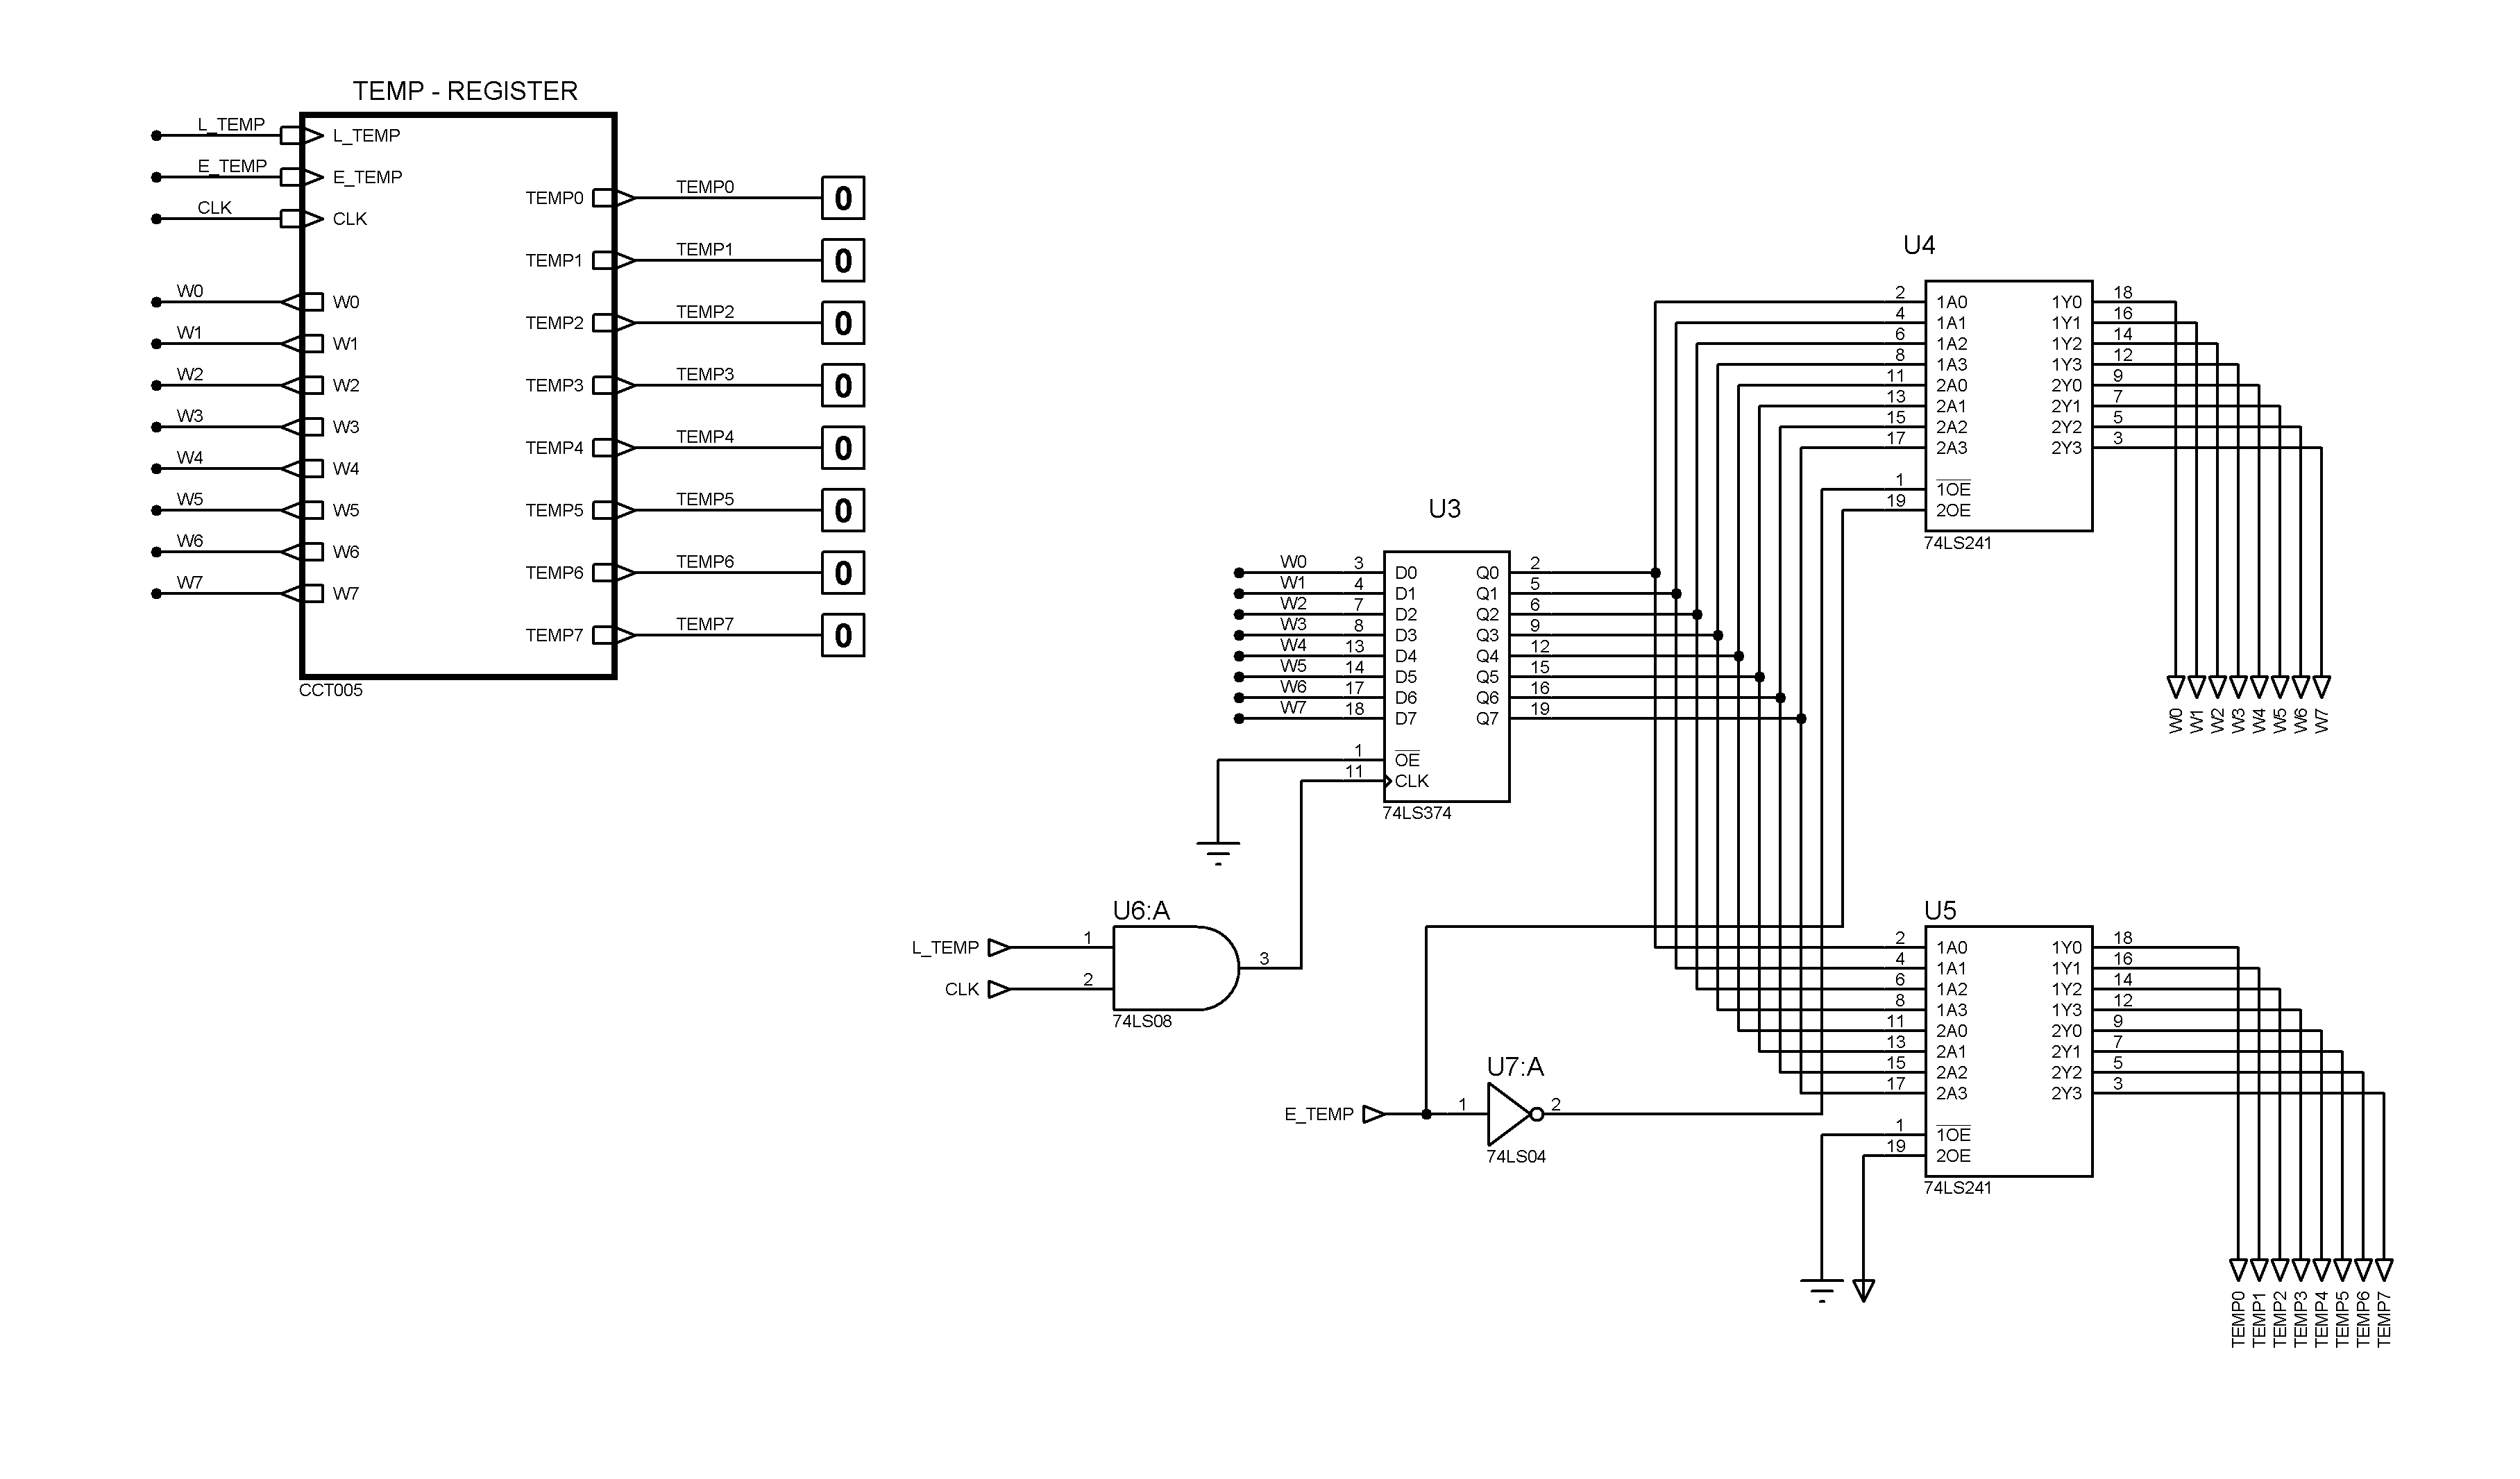 TEMP - REGISTER
L_TEMP
L_TEMP
E_TEMP
E_TEMP
CLK
CLK
W0
W0
W1
W1
W2
W2
W3
W3
W4
W4
W5
W5
W6
W6
W7
W7
TEMP0
TEMP0
0
TEMP1
TEMP1
0
TEMP2
TEMP2
0
TEMP3
TEMP3
0
TEMP4
TEMP4
0
TEMP5
TEMP5
0
TEMP6
TEMP6
0
TEMP7
TEMP7
0
CCT005
U3
W0 3 D0 Q0 2
W1 4 D1 Q1 5
W2 7 D2 Q2 6
W3 8 D3 Q3 9
W4 13 D4 Q4 12
W5 14 D5 Q5 15
W6 17 D6 Q6 16
W7 18 D7 Q7 19
1 OE
11 CLK
74LS374
U4
2 1A0 1Y0 18
4 1A1 1Y1 16
6 1A2 1Y2 14
8 1A3 1Y3 12
11 2A0 2Y0 9
13 2A1 2Y1 7
15 2A2 2Y2 5
17 2A3 2Y3 3
1 1OE
19 2OE
74LS241
W0
W1
W2
W3
W4
W5
W6
W7
U6:A
L_TEMP 1
3
CLK 2
74LS08
U7:A
E_TEMP 1 2
74LS04
U5
2 1A0 1Y0 18
4 1A1 1Y1 16
6 1A2 1Y2 14
8 1A3 1Y3 12
11 2A0 2Y0 9
13 2A1 2Y1 7
15 2A2 2Y2 5
17 2A3 2Y3 3
1 1OE
19 2OE
74LS241
TEMP0
TEMP1
TEMP2
TEMP3
TEMP4
TEMP5
TEMP6
TEMP7